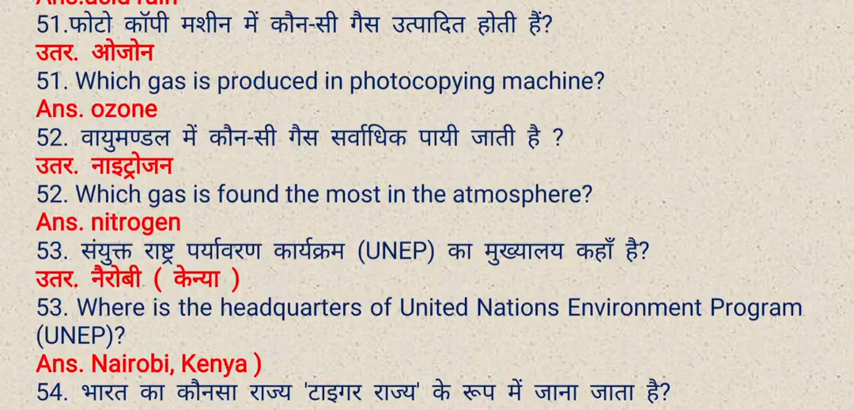 Ans.acid rain
51.फोटो कॉपी मशीन में कौन-सी गैस उत्पादित होती हैं?
उतर. ओजोन
51. Which gas is produced in photocopying machine?
Ans. ozone
52. वायुमण्डल में कौन-सी गैस सर्वाधिक पायी जाती है ?
उतर. नाइट्रोजन
52. Which gas is found the most in the atmosphere?
Ans. nitrogen
53. संयुक्त राष्ट्र पर्यावरण कार्यक्रम (UNEP) का मुख्यालय कहाँ है?
उतर. नैरोबी ( केन्या )
53. Where is the headquarters of United Nations Environment Program
(UNEP)?
Ans. Nairobi, Kenya )
54. भारत का कौनसा राज्य 'टाइगर राज्य' के रूप में जाना जाता है?